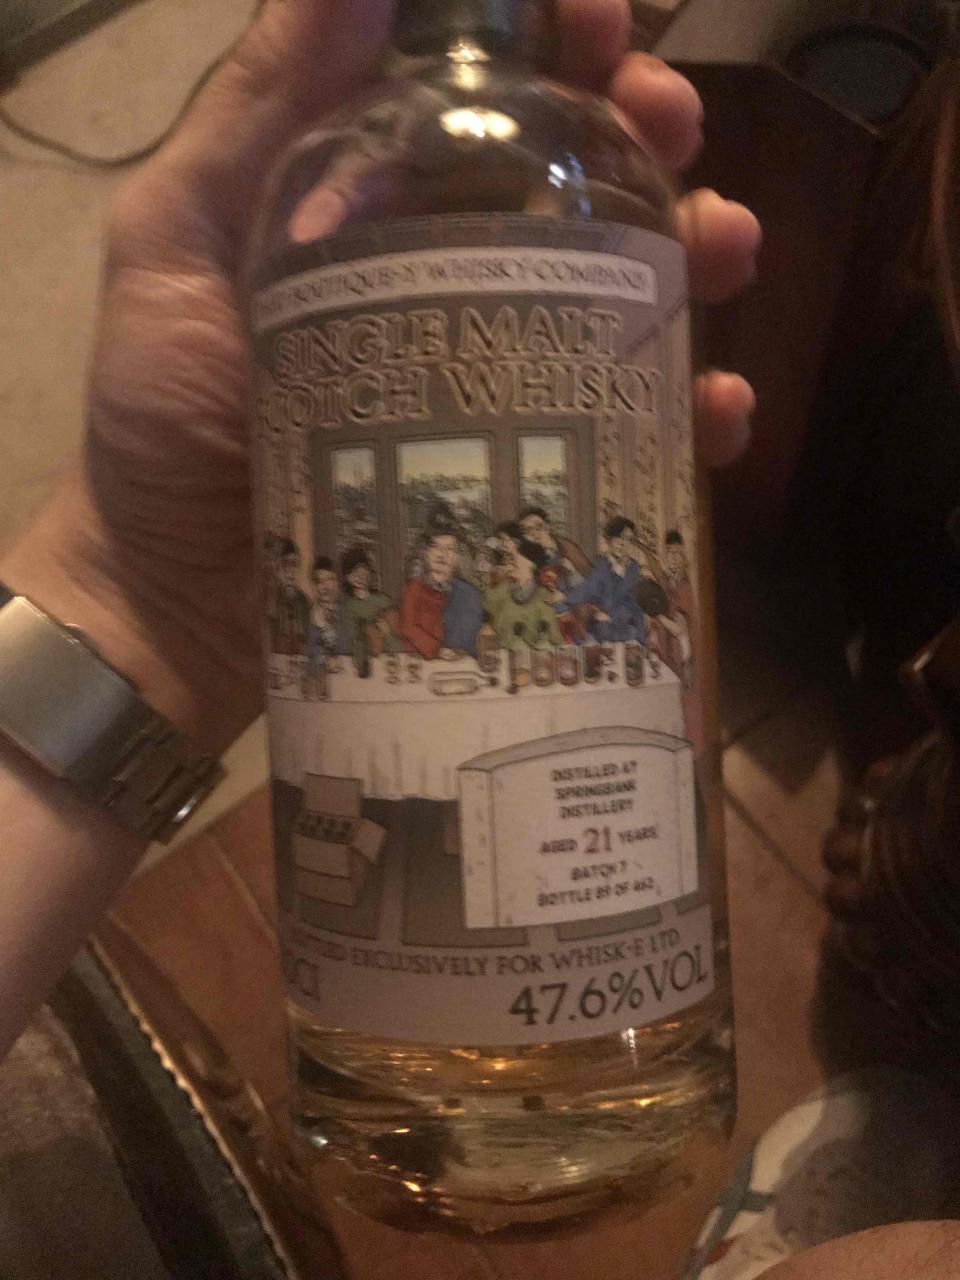 BOUTIQUE-Y WHISKY COMPANY
SINGLE MALT
SCOTCH WHISKY
DISTILLED AT
SPRINGBANK
DISTILLERY
AGED 21 YEARS
BATCH 7
BOTTLE 89 OF 462
EXCLUSIVELY FOR WHISK-E LTD
47.6%VOL